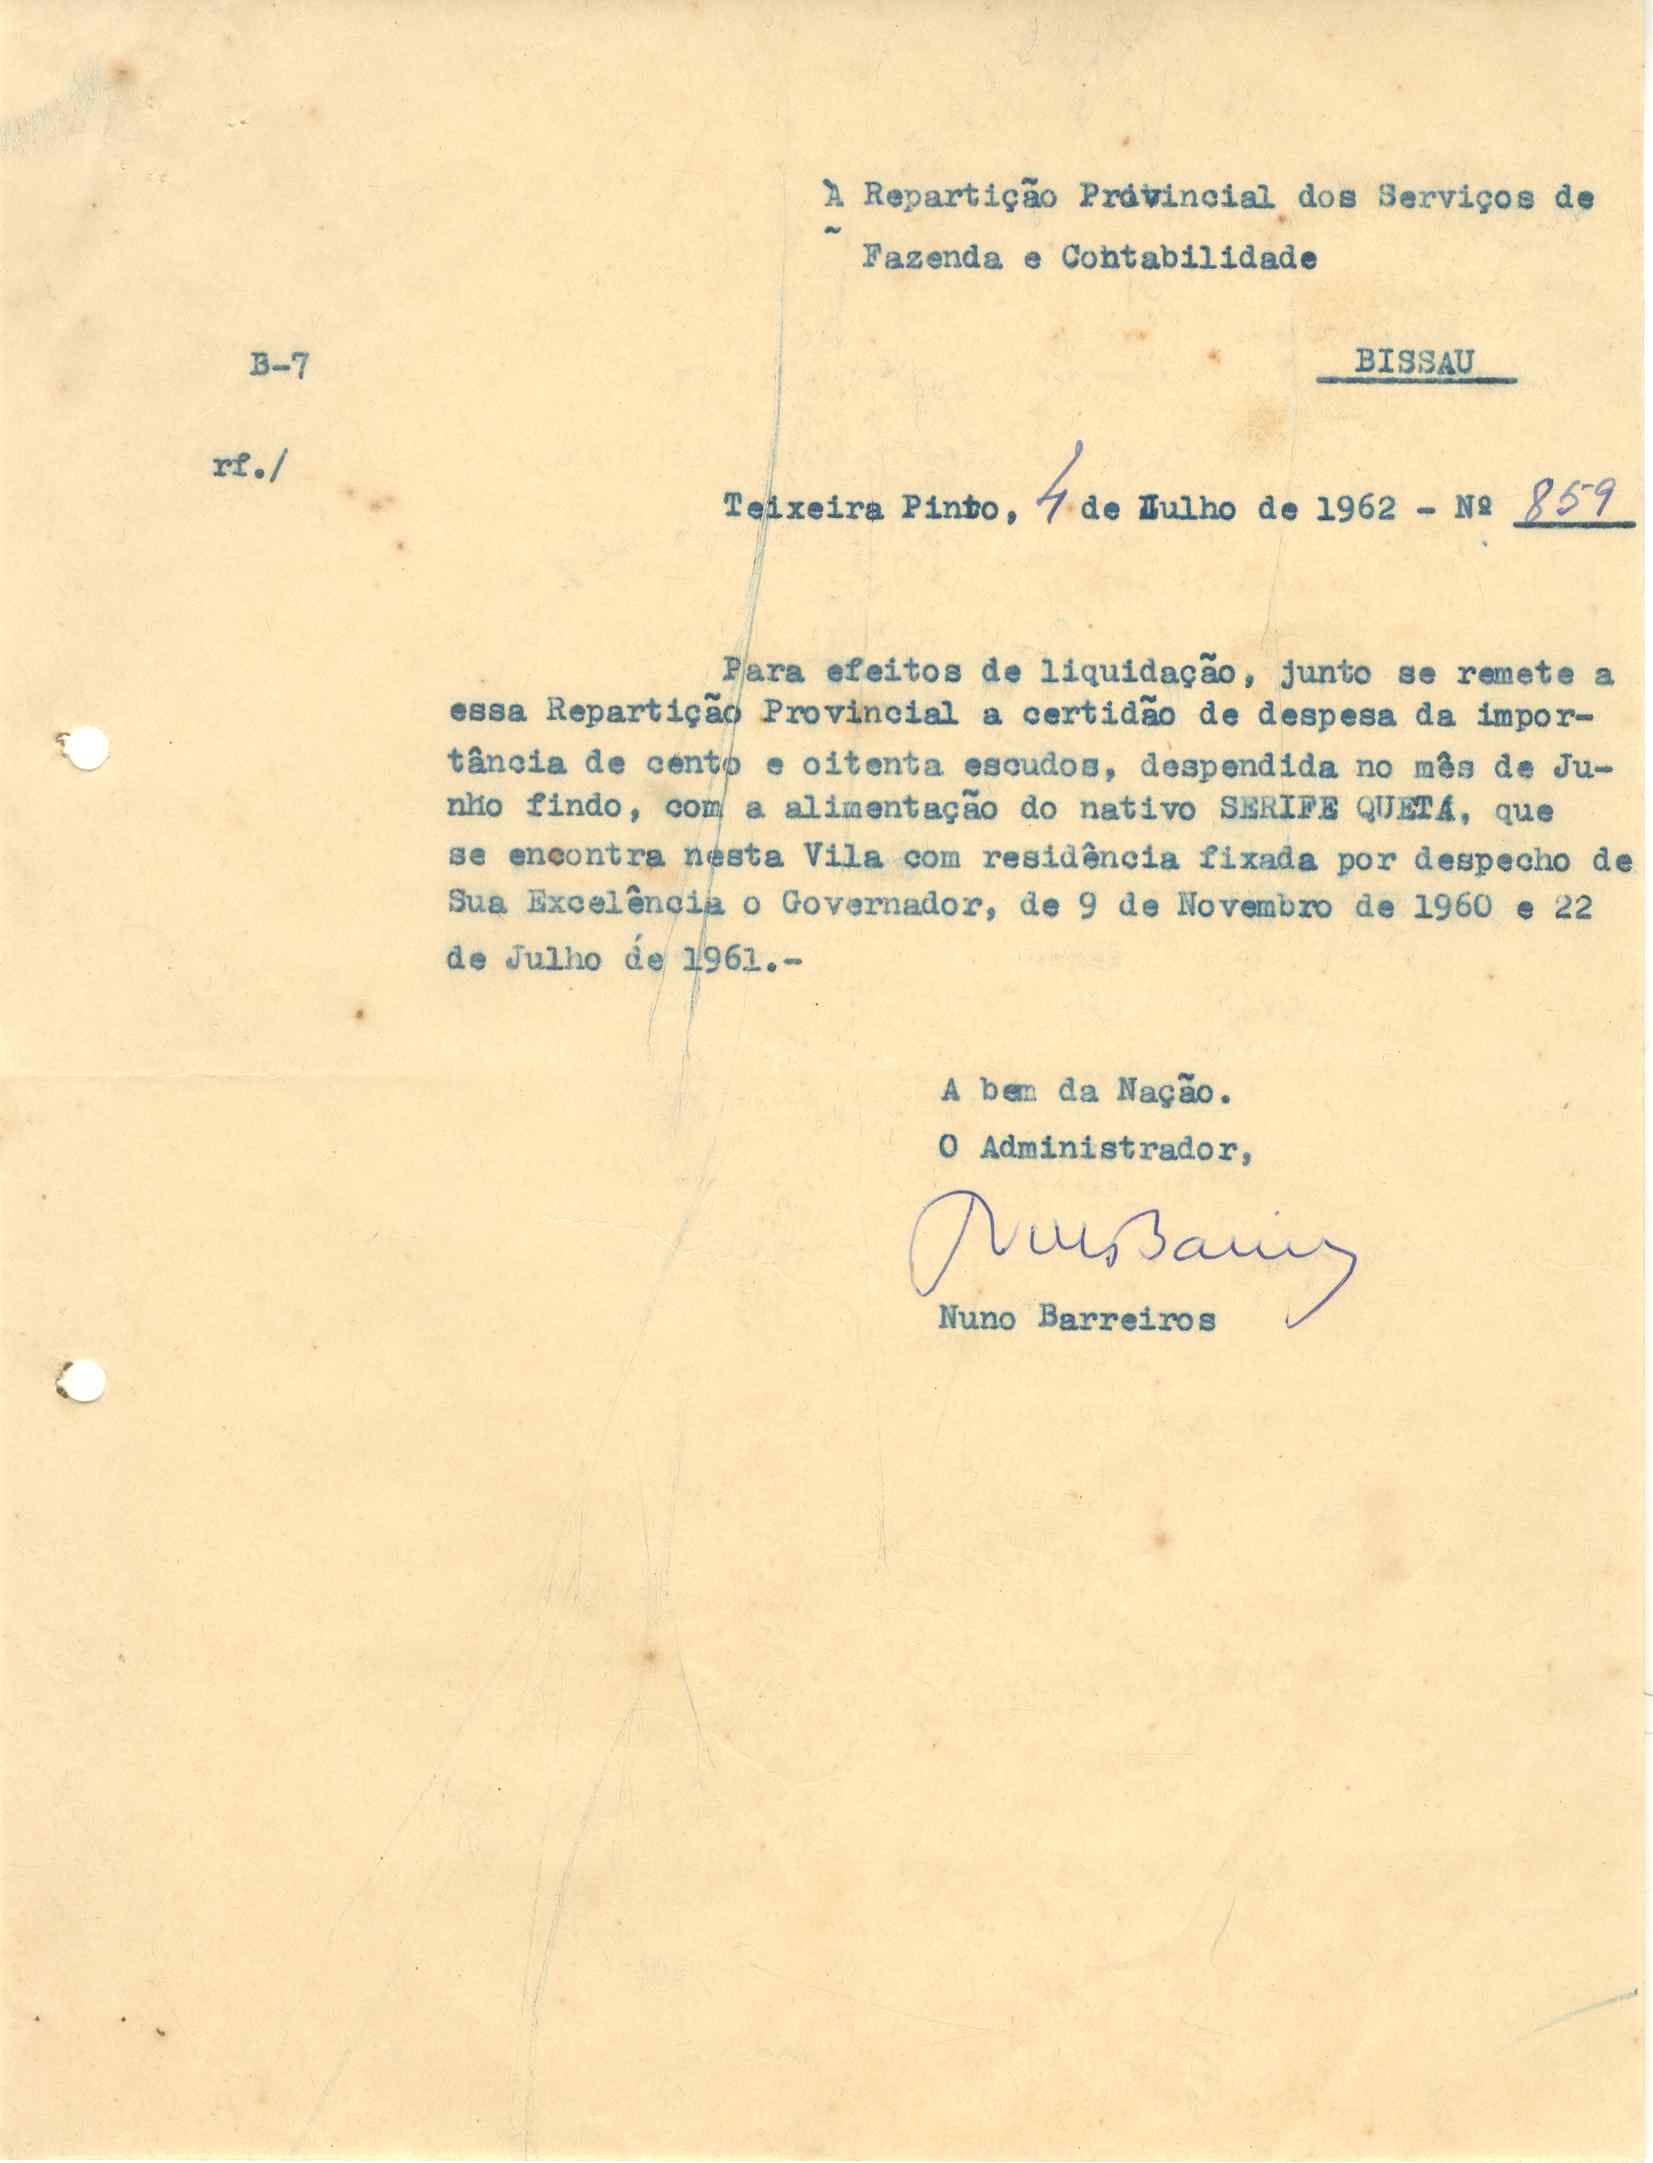 À Repartição Provincial dos Serviços de
Fazenda e Contabilidade
B-7
BISSAU
rf./
Teixeira Pinto, 4 de Julho de 1962 - Nº 859
Para efeitos de liquidação, junto se remete a
essa Repartição Provincial a certidão de despesa da impor-
tância de cento e oitenta escudos, despendida no mês de Ju-
nho findo, com a alimentação do nativo SERIFE QUETÁ, que
se encontra nesta Vila com residência fixada por despecho de
Sua Excelência o Governador, de 9 de Novembro de 1960 e 22
de Julho de 1961.-
A bem da Nação.
O Administrador,
Nuno Barreiros
Nuno Barreiros